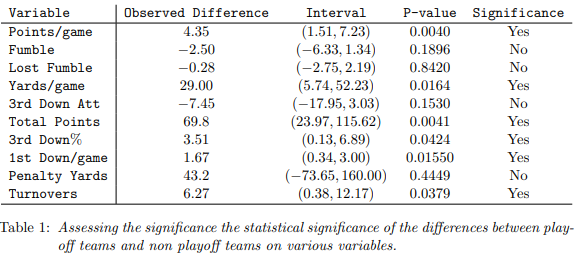 Variable Observed Difference Interval P-value Significance
Points/game 4.35 (1.51, 7.23) 0.0040 Yes
Fumble −2.50 (−6.33, 1.34) 0.1896 No
Lost Fumble −0.28 (−2.75, 2.19) 0.8420 No
Yards/game 29.00 (5.74, 52.23) 0.0164 Yes
3rd Down Att −7.45 (−17.95, 3.03) 0.1530 No
Total Points 69.8 (23.97, 115.62) 0.0041 Yes
3rd Down% 3.51 (0.13, 6.89) 0.0424 Yes
1st Down/game 1.67 (0.34, 3.00) 0.01550 Yes
Penalty Yards 43.2 (−73.65, 160.00) 0.4449 No
Turnovers 6.27 (0.38, 12.17) 0.0379 Yes
Table 1: Assessing the significance the statistical significance of the differences between play-
off teams and non playoff teams on various variables.